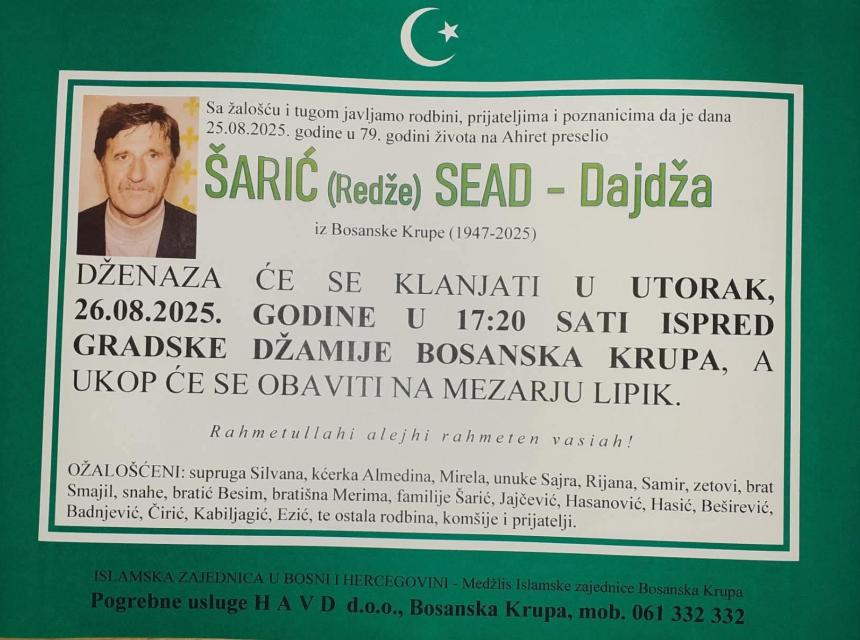 Sa žalošću i tugom javljamo rodbini, prijateljima i poznanicima da je dana
25.08.2025. godine u 79. godini života na Ahiret preselio
ŠARIĆ (Redže) SEAD - Dajdža
iz Bosanske Krupe (1947-2025)
DŽENAZA ĆE SE KLANJATI U UTORAK,
26.08.2025. GODINE U 17:20 SATI ISPRED
GRADSKE DŽAMIJE BOSANSKA KRUPA, A
UKOP ĆE SE OBAVITI NA MEZARJU LIPIK.
Rahmetullahi alejhi rahmeten vasiah!
OŽALOŠĆENI: supruga Silvana, kćerka Almedina, Mirela, unuke Sajra, Rijana, Samir, zetovi, brat
Smajil, snahe, bratić Besim, bratišna Merima, familije Šarić, Jajčević, Hasanović, Hasić, Beširević,
Badnjević, Čirić, Kabiljagić, Ezić, te ostala rodbina, komšije i prijatelji.
ISLAMSKA ZAJEDNICA U BOSNI I HERCEGOVINI - Medžlis Islamske zajednice Bosanska Krupa
Pogrebne usluge H A V D d.o.o., Bosanska Krupa, mob. 061 332 332